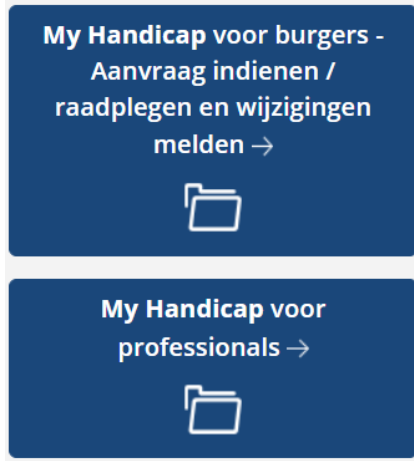 My Handicap voor burgers -
Aanvraag indienen /
raadplegen en wijzigingen
melden →
My Handicap voor
professionals →